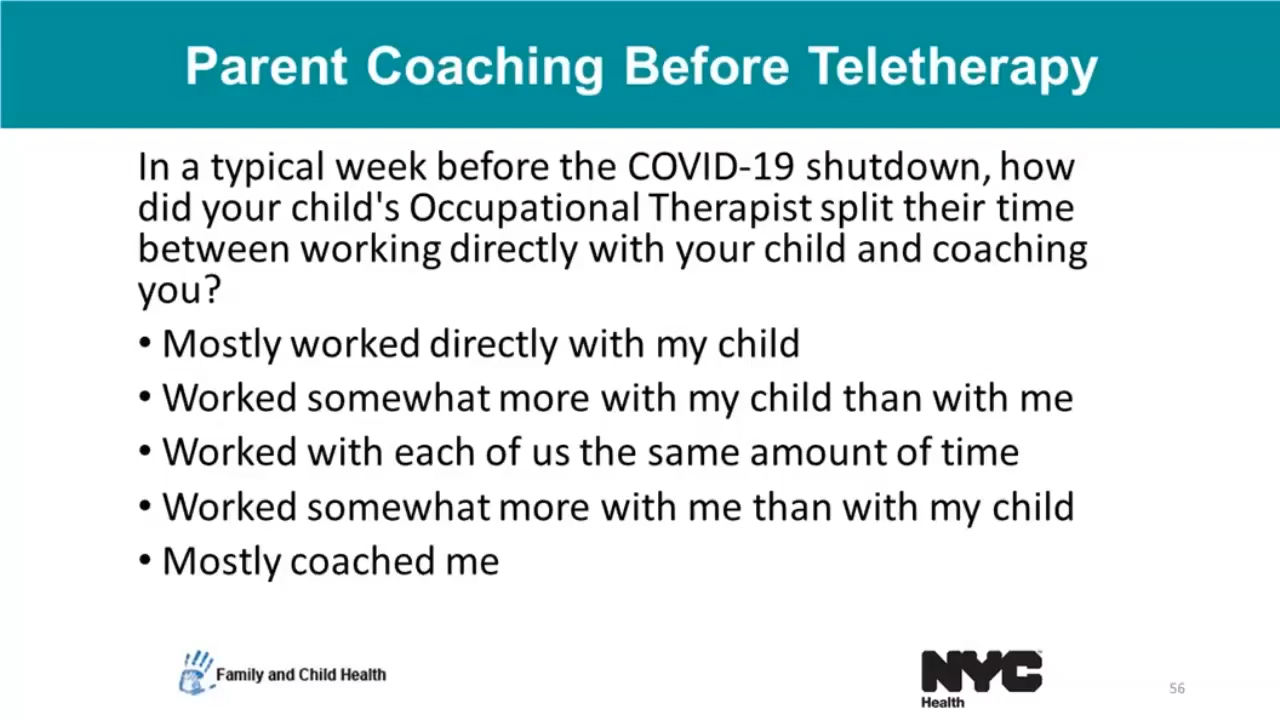 Parent Coaching Before Teletherapy
In a typical week before the COVID-19 shutdown, how
did your child's Occupational Therapist split their time
between working directly with your child and coaching
you?
• Mostly worked directly with my child
• Worked somewhat more with my child than with me
• Worked with each of us the same amount of time
• Worked somewhat more with me than with my child
• Mostly coached me
Family and Child Health
NYC
Health
56